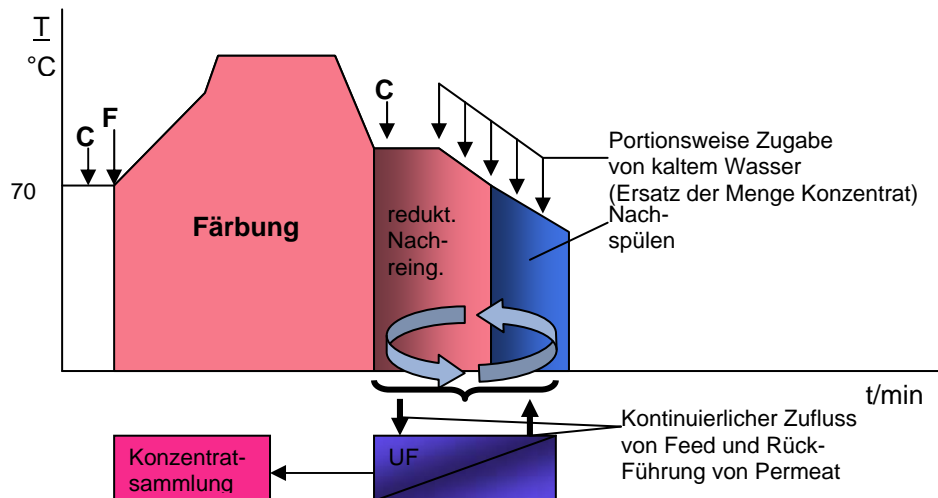 T
°C
C
F
C
70
Färbung
redukt.
Nach-
reing.
Portionsweise Zugabe
von kaltem Wasser
(Ersatz der Menge Konzentrat)
Nach-
spülen
t/min
Kontinuierlicher Zufluss
von Feed und Rück-
Führung von Permeat
UF
Konzentrat-
sammlung